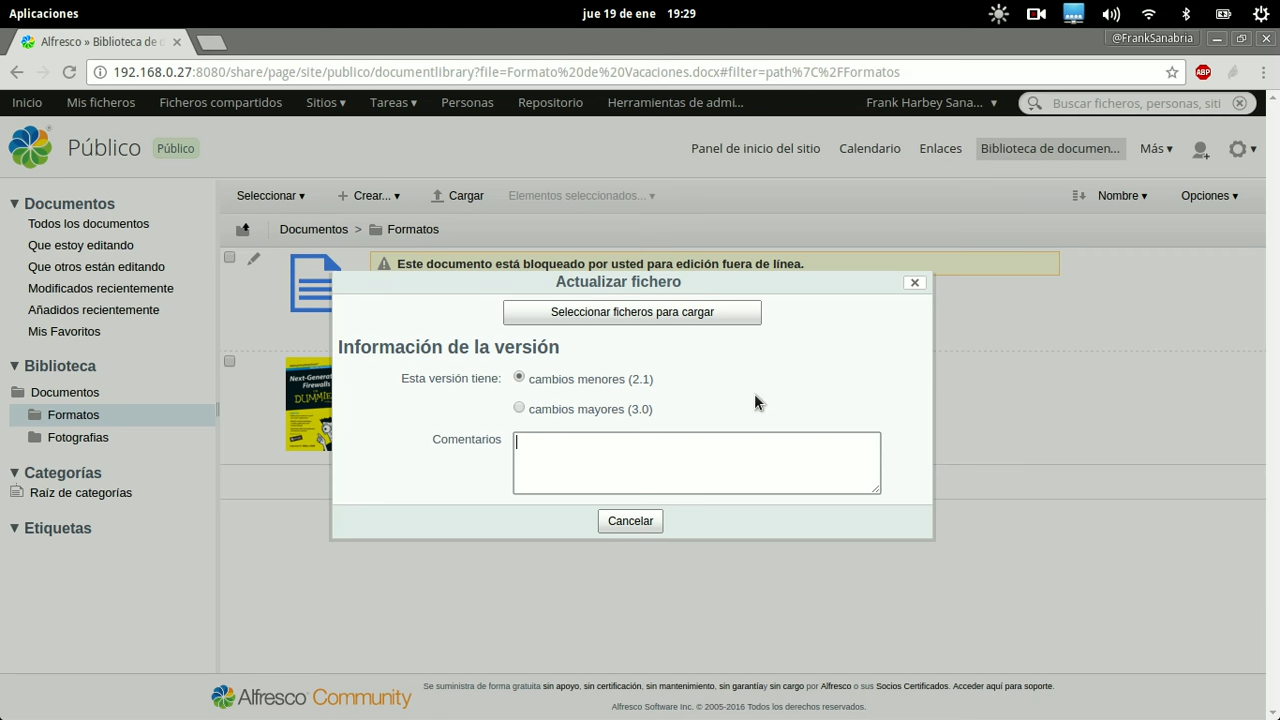 Aplicaciones
jue 19 de ene 19:29
Alfresco » Biblioteca de d
@FrankSanabria
192.168.0.27:8080/share/page/site/publico/documentlibrary?file=Formato%20de%20Vacaciones.docx#filter=path%7C%2FFormatos
ABP
Inicio Mis ficheros Ficheros compartidos Sitios ▾ Tareas ▾ Personas Repositorio Herramientas de admi... Frank Harbey Sana... ▾ Buscar ficheros, personas, siti
Público Público
Panel de inicio del sitio Calendario Enlaces Biblioteca de documen... Más ▾
Seleccionar ▾ Crear... ▾ Cargar Elementos seleccionados... ▾ Nombre ▾ Opciones ▾
Documentos > Formatos
▼ Documentos
Todos los documentos
Que estoy editando
Que otros están editando
Modificados recientemente
Añadidos recientemente
Mis Favoritos
▼ Biblioteca
Documentos
Formatos
Fotografias
▼ Categorías
Raíz de categorías
▼ Etiquetas
Este documento está bloqueado por usted para edición fuera de línea.
Next-Generation
Firewalls
FOR
DUMMIES
Actualizar fichero
Seleccionar ficheros para cargar
Información de la versión
Esta versión tiene: cambios menores (2.1)
cambios mayores (3.0)
Comentarios
Cancelar
Alfresco Community
Se suministra de forma gratuita sin apoyo, sin certificación, sin mantenimiento, sin garantíay sin cargo por Alfresco o sus Socios Certificados. Acceder aquí para soporte.
Alfresco Software Inc. © 2005-2016 Todos los derechos reservados.